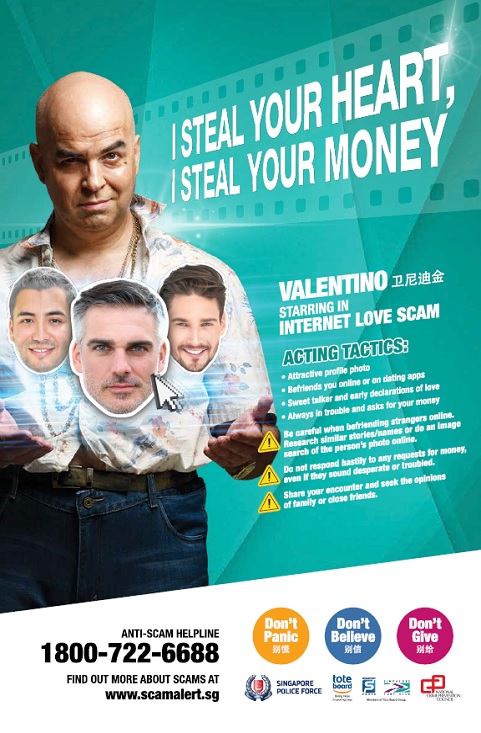 I STEAL YOUR HEART,
I STEAL YOUR MONEY
VALENTINO 卫尼迪金
STARRING IN
INTERNET LOVE SCAM
ACTING TACTICS:
• Attractive profile photo
• Befriends you online or on dating apps
• Sweet talker and early declarations of love
• Always in trouble and asks for your money
Be careful when befriending strangers online.
Research similar stories/names or do an image
search of the person's photo online.
Do not respond hastily to any requests for money,
even if they sound desperate or troubled.
Share your encounter and seek the opinions
of family or close friends.
ANTI-SCAM HELPLINE
1800-722-6688
FIND OUT MORE ABOUT SCAMS AT
www.scamalert.sg
Don't
Panic
别慌
Don't
Believe
别信
Don't
Give
别给
SINGAPORE
POLICE FORCE
tote
board
NATIONAL
CRIME PREVENTION
COUNCIL